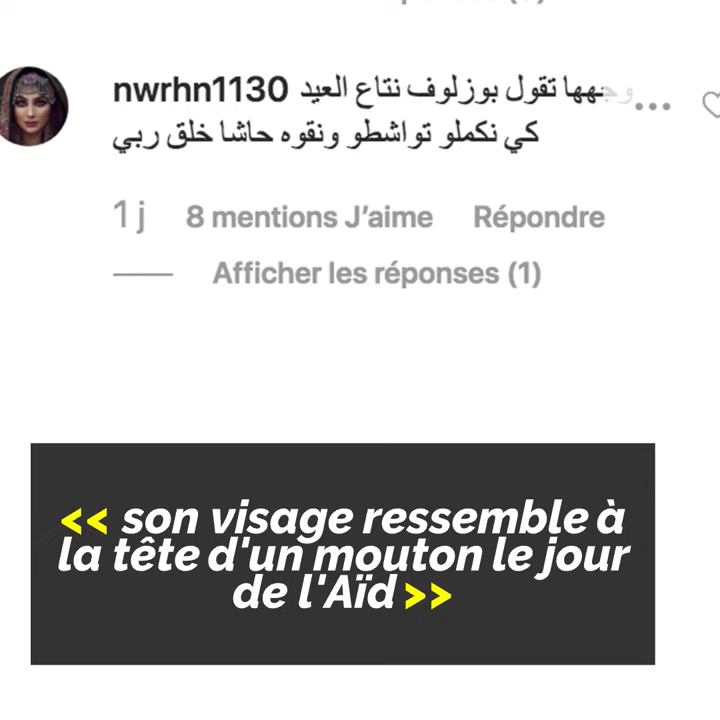 nwrhn1130 وجهها تقول بوزلوف نتاع العيد
كي نكملو تواشطو ونقوه حاشا خلق ربي
1 j 8 mentions J’aime Répondre
Afficher les réponses (1)
<< son visage ressemble à
la tête d'un mouton le jour
de l'Aïd >>